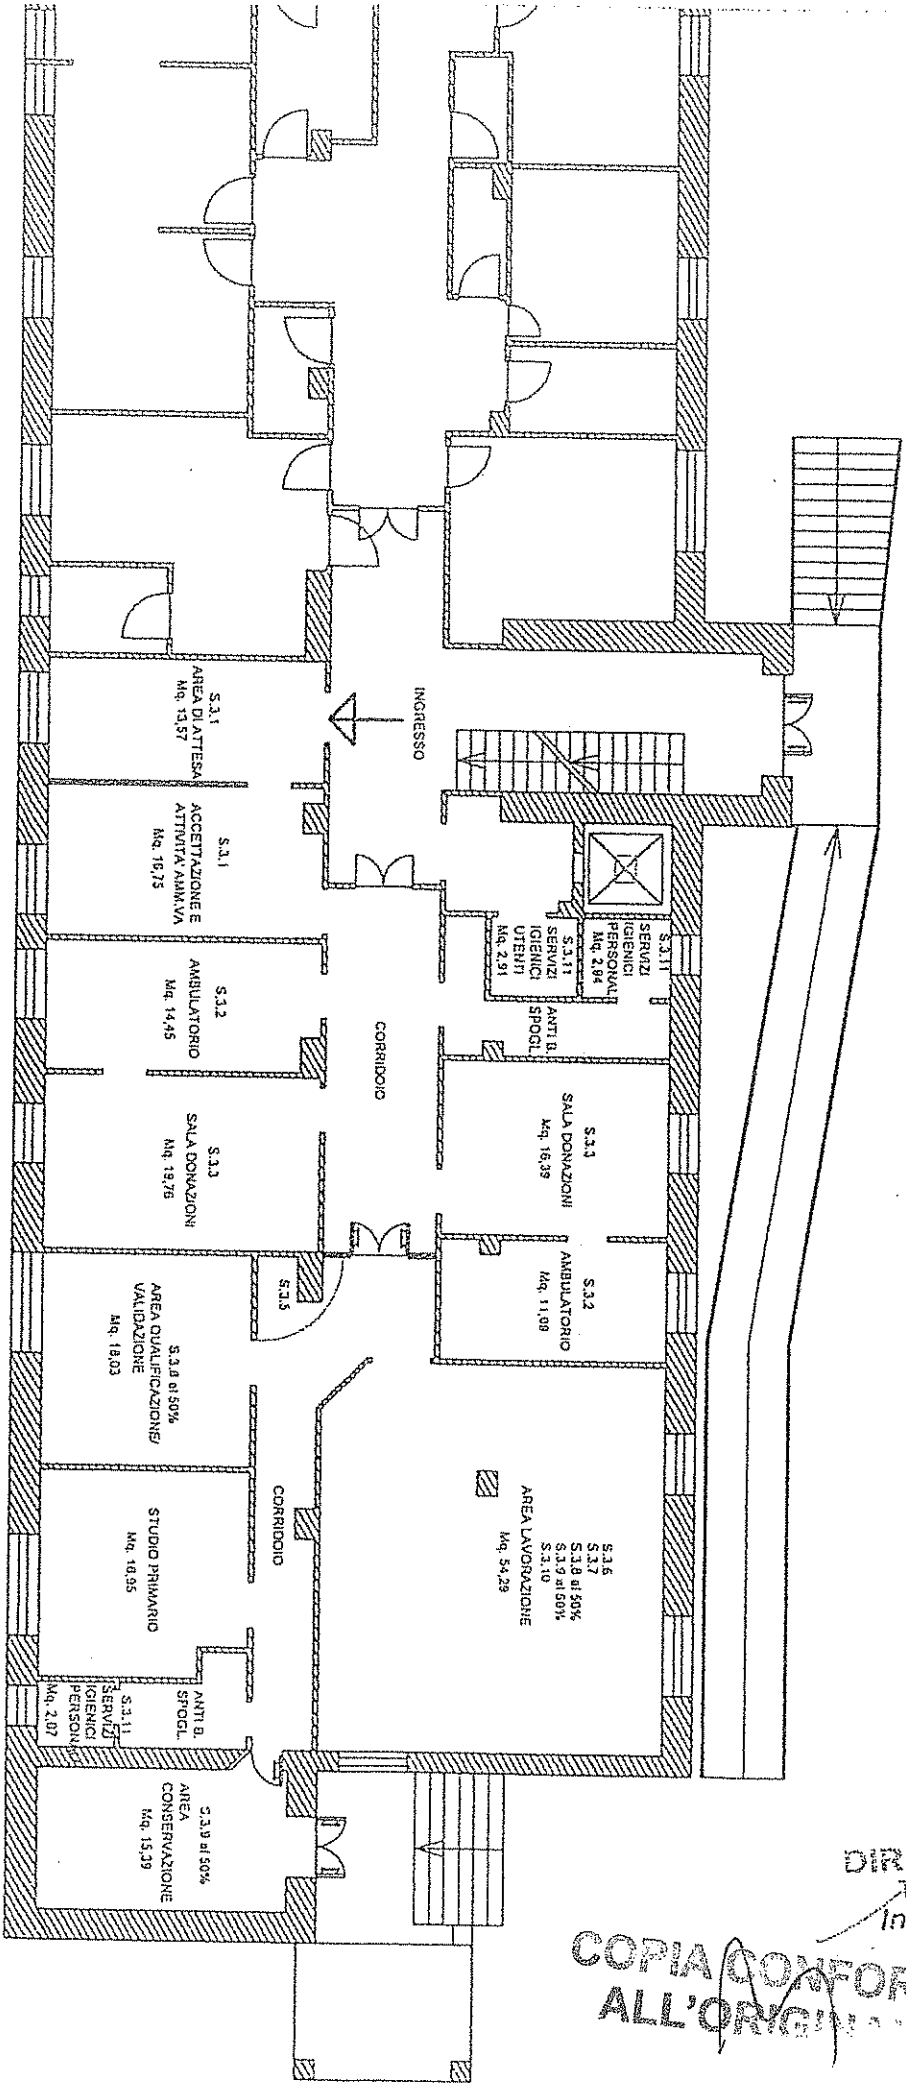 INGRESSO
S.3.1
AREA DI ATTESA
Mq. 13,57
S.3.1
ACCETTAZIONE E
ATTIVITA' AMM.VA
Mq. 16,75
S.3.11
SERVIZI
IGIENICI
PERSONALE
Mq. 2,84
S.3.11
SERVIZI
IGIENICI
UTENTI
Mq. 2,91
ANTI B.
SPOGL.
S.3.2
AMBULATORIO
Mq. 14,45
CORRIDOIO
S.3.3
SALA DONAZIONI
Mq. 16,39
S.3.3
SALA DONAZIONI
Mq. 19,76
S.3.2
AMBULATORIO
Mq. 11,09
S.3.5
S.3.8 al 50%
AREA QUALIFICAZIONE/
VALIDAZIONE
Mq. 18,03
S.3.6
S.3.7
S.3.8 al 50%
S.3.9 al 50%
S.3.10
AREA LAVORAZIONE
Mq. 54,29
CORRIDOIO
STUDIO PRIMARIO
Mq. 16,95
ANTI B.
SPOGL.
S.3.11
SERVIZI
IGIENICI
Mq. 2,07
S.3.9 al 50%
AREA
CONSERVAZIONE
Mq. 15,39
DIR
In
COPIA CONFOR
ALL'ORIGINA